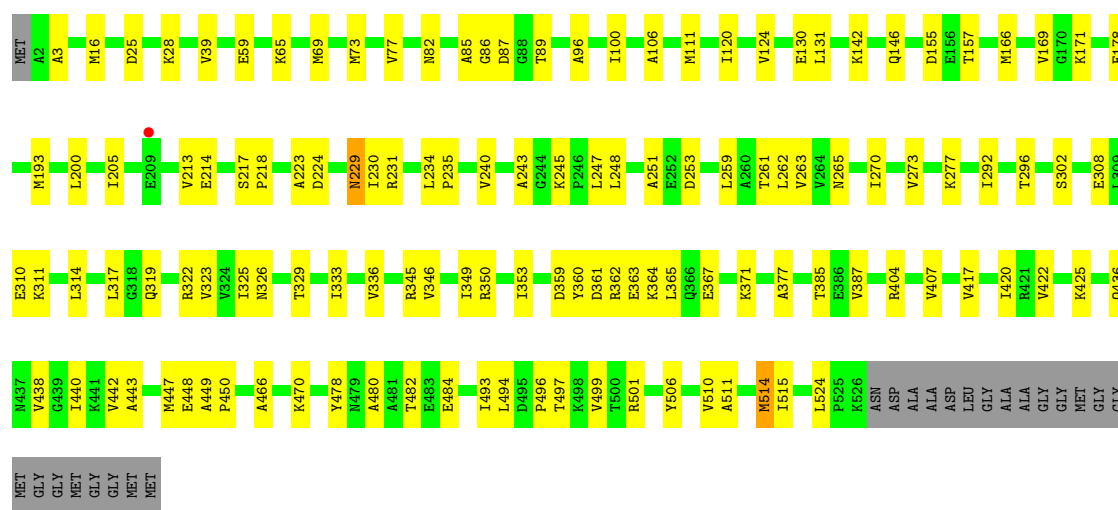 MET A2 A3 M16 D25 K28 V39 E59 K65 M69 M73 V77 N82 A85 G86 D87 G88 T89 A96 I100 A106 M111 I120 V124 E130 L131 K142 Q146 D155 E156 T157 M166 V169 G170 K171
M193 L200 I205 E209 V213 E214 S217 P218 A223 D224 N229 I230 R231 L234 P235 V240 A243 G244 K245 P246 L247 L248 A251 E252 D253 L259 A260 T261 L262 V263 V264 N265 I270 V273 K277 I292 T296 S302 E308 L309
E310 K311 L314 L317 G318 Q319 R322 V323 V324 I325 N326 T329 I333 V336 R345 V346 I349 R350 I353 D359 Y360 D361 R362 E363 K364 L365 Q366 E367 K371 A377 T385 E386 V387 R404 V407 V417 I420 R421 V422 K425
N437 V438 G439 I440 K441 V442 A443 M447 E448 A449 P450 A466 K470 Y478 N479 A480 A481 T482 E483 E484 I493 L494 D495 P496 T497 K498 V499 T500 R501 Y506 V510 A511 M514 I515 L524 P525 K526 ASN ASP ALA ALA ASP LEU GLY ALA ALA GLY GLY MET GLY GLY
MET GLY GLY MET GLY GLY MET MET